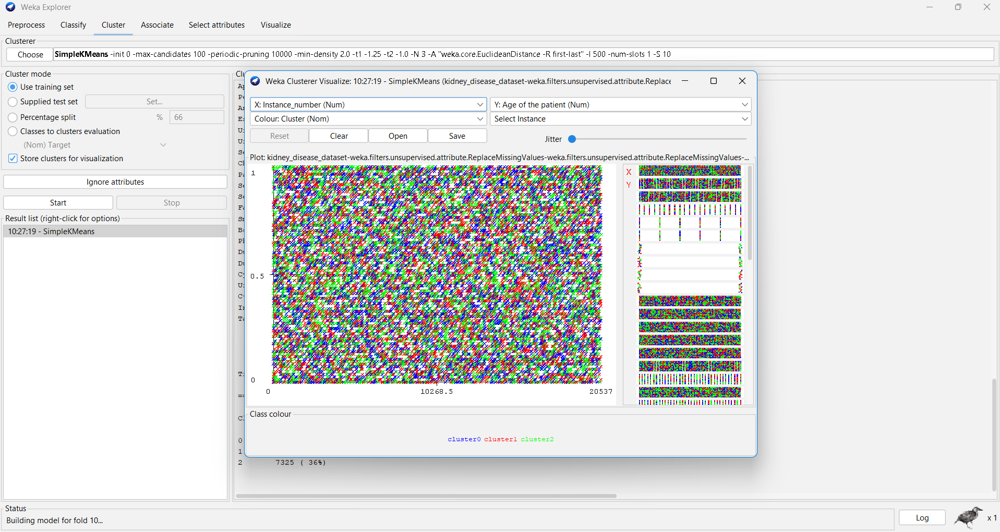 Weka Explorer
Preprocess Classify Cluster Associate Select attributes Visualize
Clusterer
Choose SimpleKMeans -init 0 -max-candidates 100 -periodic-pruning 10000 -min-density 2.0 -t1 -1.25 -t2 -1.0 -N 3 -A "weka.core.EuclideanDistance -R first-last" -I 500 -num-slots 1 -S 10
Cluster mode
Use training set
Supplied test set Set...
Percentage split % 66
Classes to clusters evaluation
(Nom) Target
Store clusters for visualization
Ignore attributes
Start Stop
Result list (right-click for options)
10:27:19 - SimpleKMeans
Weka Clusterer Visualize: 10:27:19 - SimpleKMeans (kidney_disease_dataset-weka.filters.unsupervised.attribute.Replace
X: Instance_number (Num) Y: Age of the patient (Num)
Colour: Cluster (Nom) Select Instance
Reset Clear Open Save Jitter
Plot: kidney_disease_dataset-weka.filters.unsupervised.attribute.ReplaceMissingValues-weka.filters.unsupervised.attribute.ReplaceMissingValues-...
1
0.5
0
0 10268.5 20537
X
Y
Class colour
cluster0 cluster1 cluster2
0
1
2 7325 ( 36%)
Status
Building model for fold 10...
Log x 1